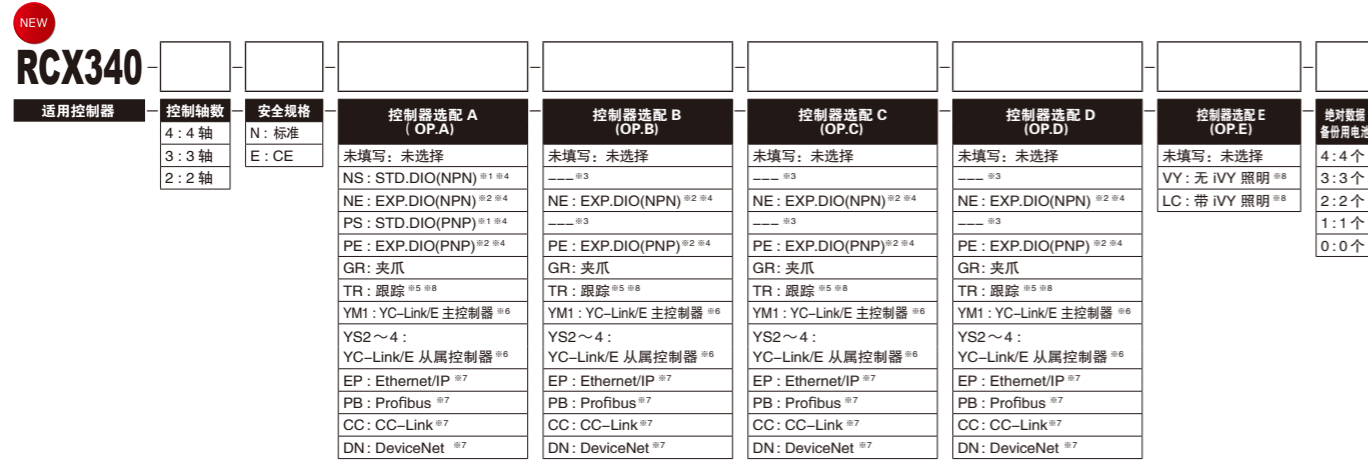 NEW
RCX340-
适用控制器
控制轴数
4 : 4 轴
3 : 3 轴
2 : 2 轴
安全规格
N : 标准
E : CE
控制器选配 A
( OP.A)
未填写：未选择
NS : STD.DIO(NPN) ※1 ※4
NE : EXP.DIO(NPN) ※2 ※4
PS : STD.DIO(PNP) ※1 ※4
PE : EXP.DIO(PNP) ※2 ※4
GR : 夹爪
TR : 跟踪 ※5 ※8
YM1 : YC-Link/E 主控制器 ※6
YS2～4 :
YC-Link/E 从属控制器 ※6
EP : Ethernet/IP ※7
PB : Profibus ※7
CC : CC-Link ※7
DN : DeviceNet ※7
控制器选配 B
(OP.B)
未填写：未选择
––– ※3
NE : EXP.DIO(NPN) ※2 ※4
––– ※3
PE : EXP.DIO(PNP) ※2 ※4
GR : 夹爪
TR : 跟踪 ※5 ※8
YM1 : YC-Link/E 主控制器 ※6
YS2～4 :
YC-Link/E 从属控制器 ※6
EP : Ethernet/IP ※7
PB : Profibus ※7
CC : CC-Link ※7
DN : DeviceNet ※7
控制器选配 C
(OP.C)
未填写：未选择
––– ※3
NE : EXP.DIO(NPN) ※2 ※4
––– ※3
PE : EXP.DIO(PNP) ※2 ※4
GR : 夹爪
TR : 跟踪 ※5 ※8
YM1 : YC-Link/E 主控制器 ※6
YS2～4 :
YC-Link/E 从属控制器 ※6
EP : Ethernet/IP ※7
PB : Profibus ※7
CC : CC-Link ※7
DN : DeviceNet ※7
控制器选配 D
(OP.D)
未填写：未选择
––– ※3
NE : EXP.DIO(NPN) ※2 ※4
––– ※3
PE : EXP.DIO(PNP) ※2 ※4
GR : 夹爪
TR : 跟踪 ※5 ※8
YM1 : YC-Link/E 主控制器 ※6
YS2～4 :
YC-Link/E 从属控制器 ※6
EP : Ethernet/IP ※7
PB : Profibus ※7
CC : CC-Link ※7
DN : DeviceNet ※7
控制器选配 E
(OP.E)
未填写：未选择
VY : 无 iVY 照明 ※8
LC : 带 iVY 照明 ※8
绝对数据
备份用电池
4 : 4 个
3 : 3 个
2 : 2 个
1 : 1 个
0 : 0 个